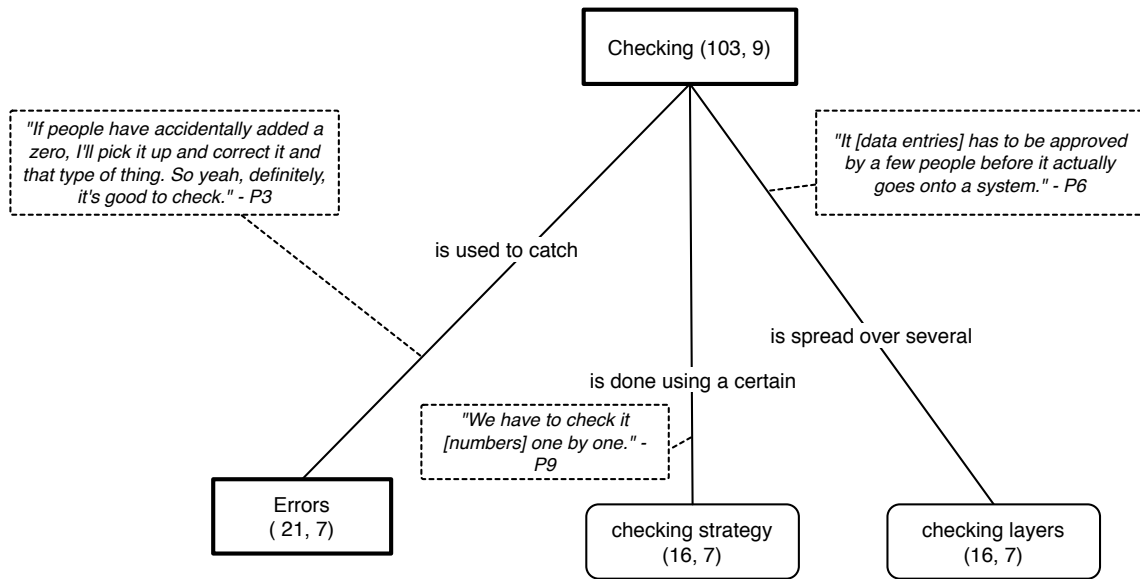 Checking (103, 9)
"If people have accidentally added a
zero, I'll pick it up and correct it and
that type of thing. So yeah, definitely,
it's good to check." - P3
"It [data entries] has to be approved
by a few people before it actually
goes onto a system." - P6
is used to catch
is spread over several
is done using a certain
"We have to check it
[numbers] one by one." -
P9
Errors
( 21, 7)
checking strategy
(16, 7)
checking layers
(16, 7)